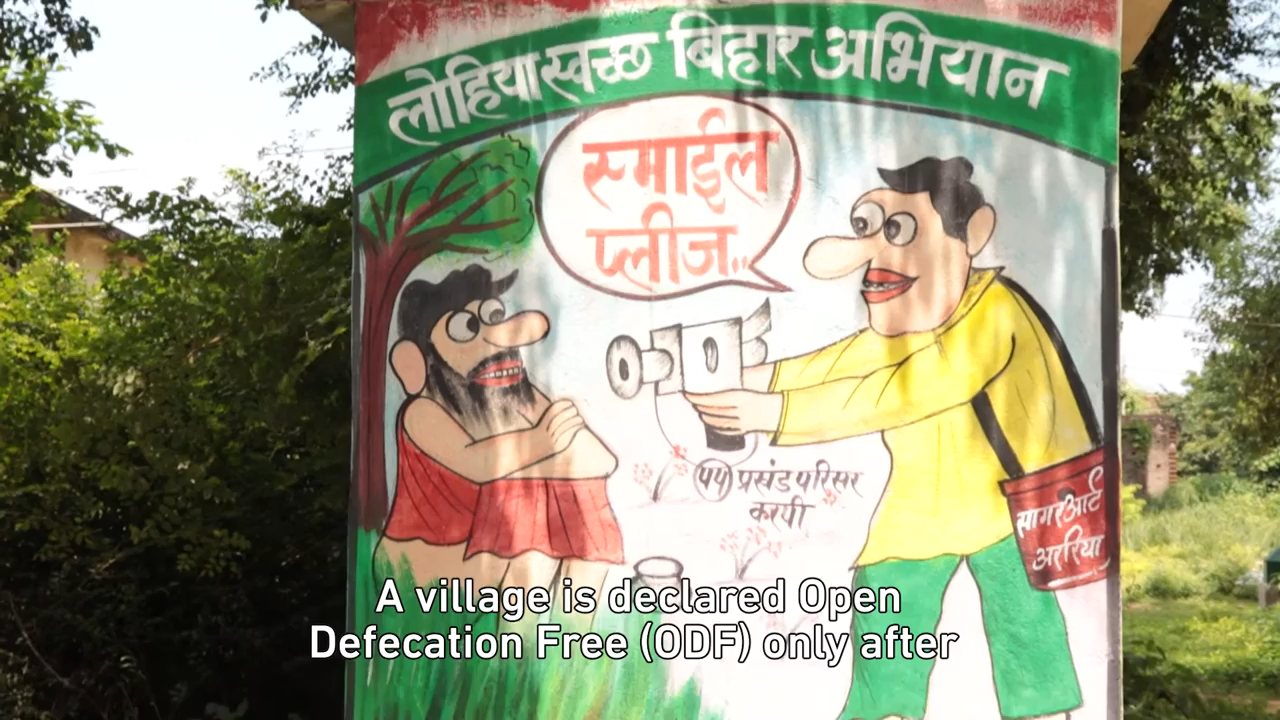 लोहिया स्वच्छ बिहार अभियान
स्माईल
प्लीज...
५५ प्रखंड परिसर
करपी
सागर आर्ट
अररिया
A village is declared Open
Defecation Free (ODF) only after